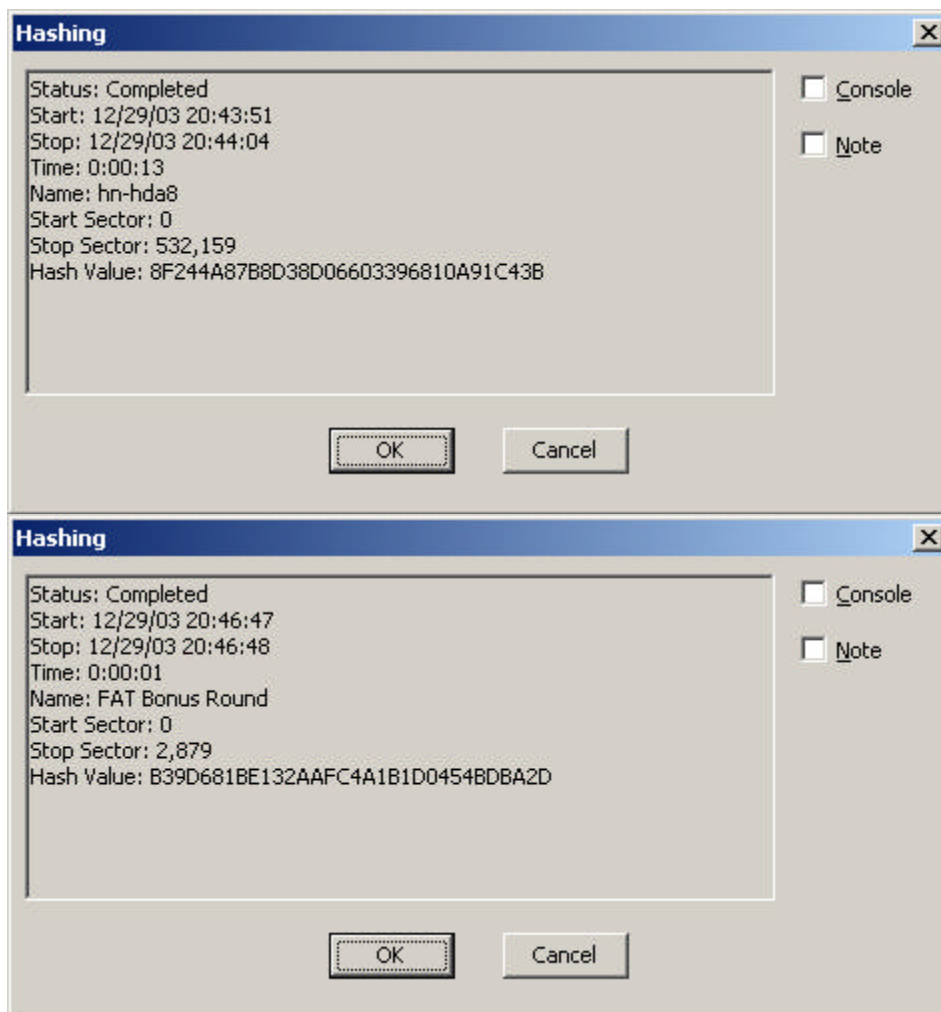 Hashing
Status: Completed
Start: 12/29/03 20:43:51
Stop: 12/29/03 20:44:04
Time: 0:00:13
Name: hn-hda8
Start Sector: 0
Stop Sector: 532,159
Hash Value: 8F244A87B8D38D06603396810A91C43B
Console
Note
OK Cancel
Hashing
Status: Completed
Start: 12/29/03 20:46:47
Stop: 12/29/03 20:46:48
Time: 0:00:01
Name: FAT Bonus Round
Start Sector: 0
Stop Sector: 2,879
Hash Value: B39D681BE132AAFC4A1B1D0454BDBA2D
Console
Note
OK Cancel